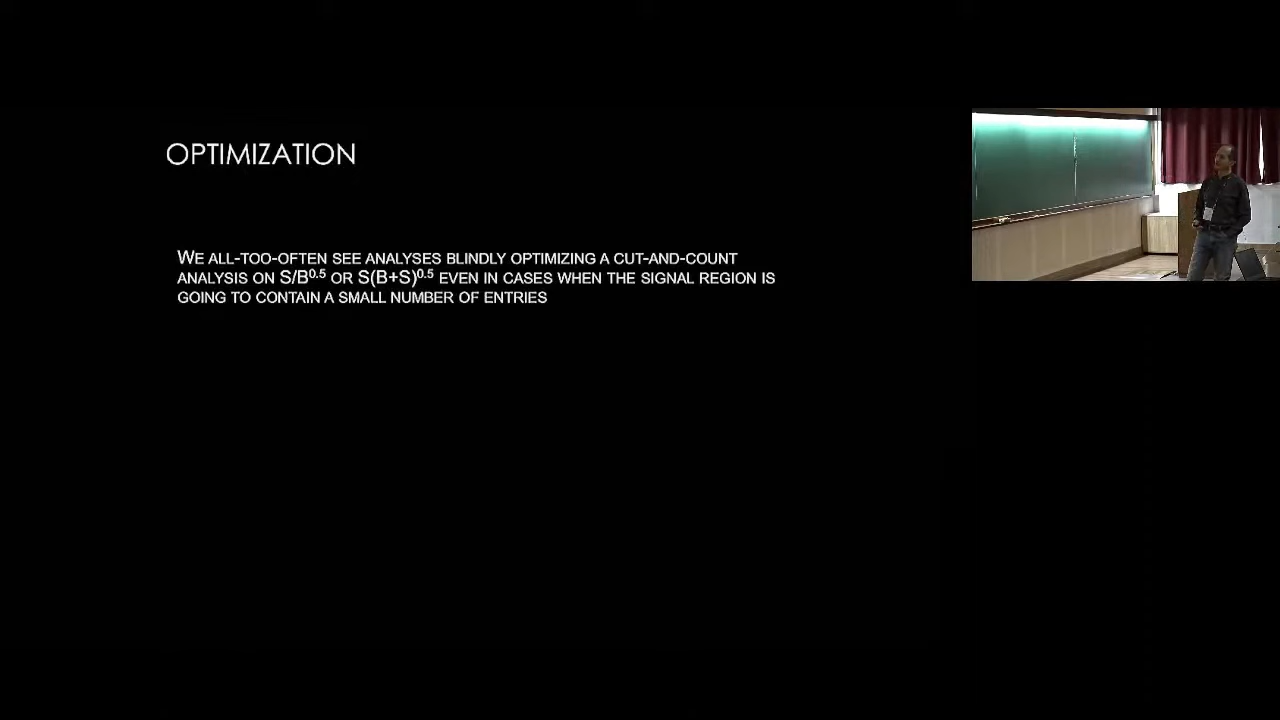 OPTIMIZATION
WE ALL-TOO-OFTEN SEE ANALYSES BLINDLY OPTIMIZING A CUT-AND-COUNT
ANALYSIS ON S/B^0.5 OR S(B+S)^0.5 EVEN IN CASES WHEN THE SIGNAL REGION IS
GOING TO CONTAIN A SMALL NUMBER OF ENTRIES